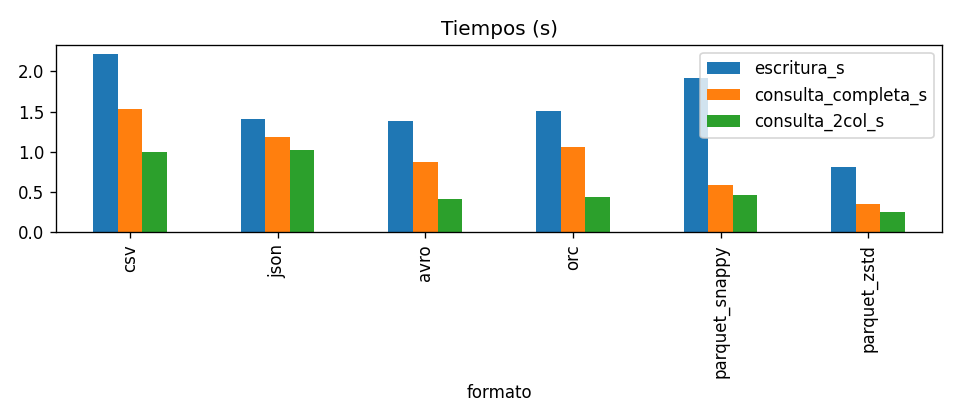 Tiempos (s)
2.0
1.5
1.0
0.5
0.0
escritura_s
consulta_completa_s
consulta_2col_s
csv
json
avro
orc
parquet_snappy
parquet_zstd
formato